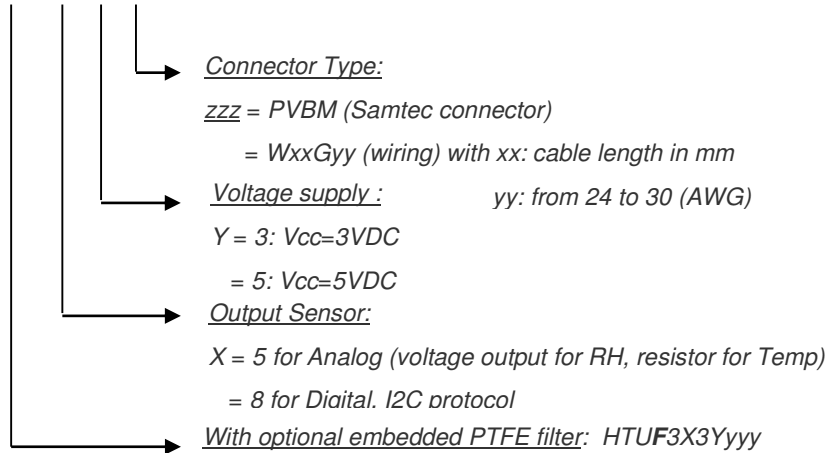 Connector Type:
zzz = PVBM (Samtec connector)
= WxxGyy (wiring) with xx: cable length in mm
Voltage supply : yy: from 24 to 30 (AWG)
Y = 3: Vcc=3VDC
= 5: Vcc=5VDC
Output Sensor:
X = 5 for Analog (voltage output for RH, resistor for Temp)
= 8 for Digital, I2C protocol
With optional embedded PTFE filter: HTUF3X3Yyyy